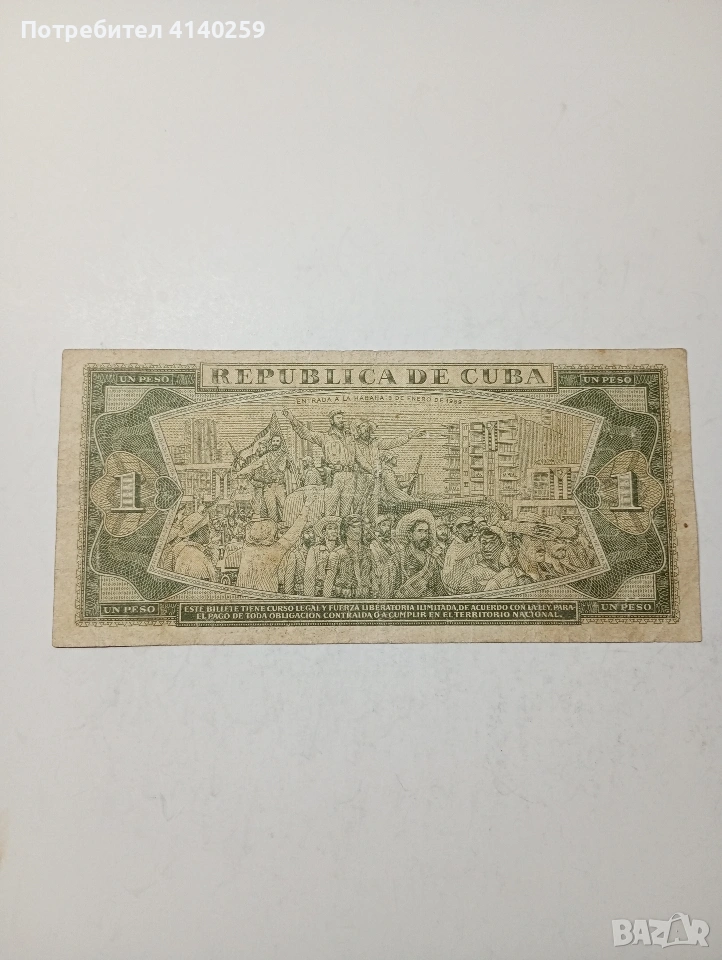 Потребител 4140259
REPUBLICA DE CUBA
UN PESO
UN PESO
ENTRADA A LA HABANA 8 DE ENERO DE 1959
1
1
UN PESO
UN PESO
ESTE BILLETE TIENE CURSO LEGAL Y FUERZA LIBERATORIA ILIMITADA, DE ACUERDO CON LA LEY, PARA
EL PAGO DE TODA OBLIGACION CONTRAIDA O A CUMPLIR EN EL TERRITORIO NACIONAL.
BAZAR